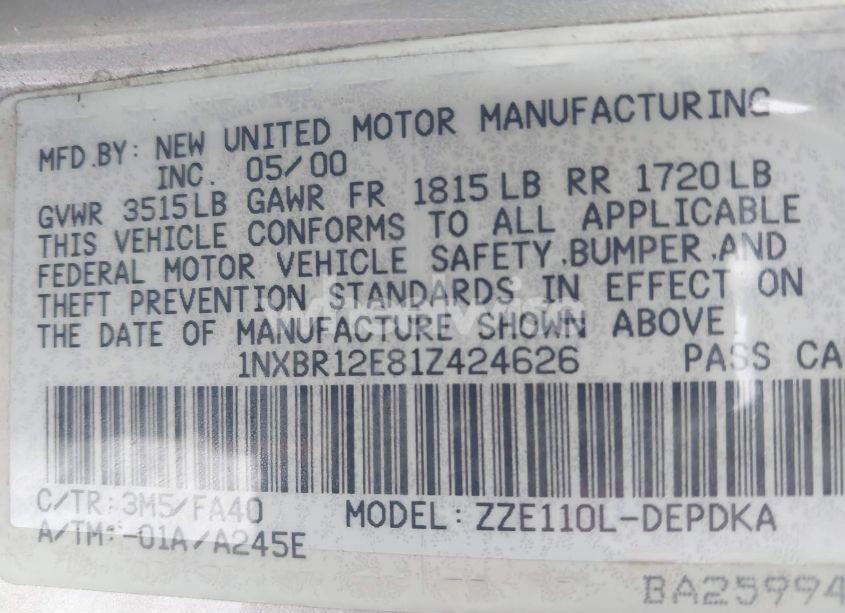 MFD.BY: NEW UNITED MOTOR MANUFACTURING
INC. 05/00
GVWR 3515LB GAWR FR 1815LB RR 1720LB
THIS VEHICLE CONFORMS TO ALL APPLICABLE
FEDERAL MOTOR VEHICLE SAFETY,BUMPER,AND
THEFT PREVENTION STANDARDS IN EFFECT ON
THE DATE OF MANUFACTURE SHOWN ABOVE.
1NXBR12E81Z424626 PASS CA
C/TR: 3M5/FA40 MODEL: ZZE110L-DEPDKA
A/TM: -01A/A245E
BA25994